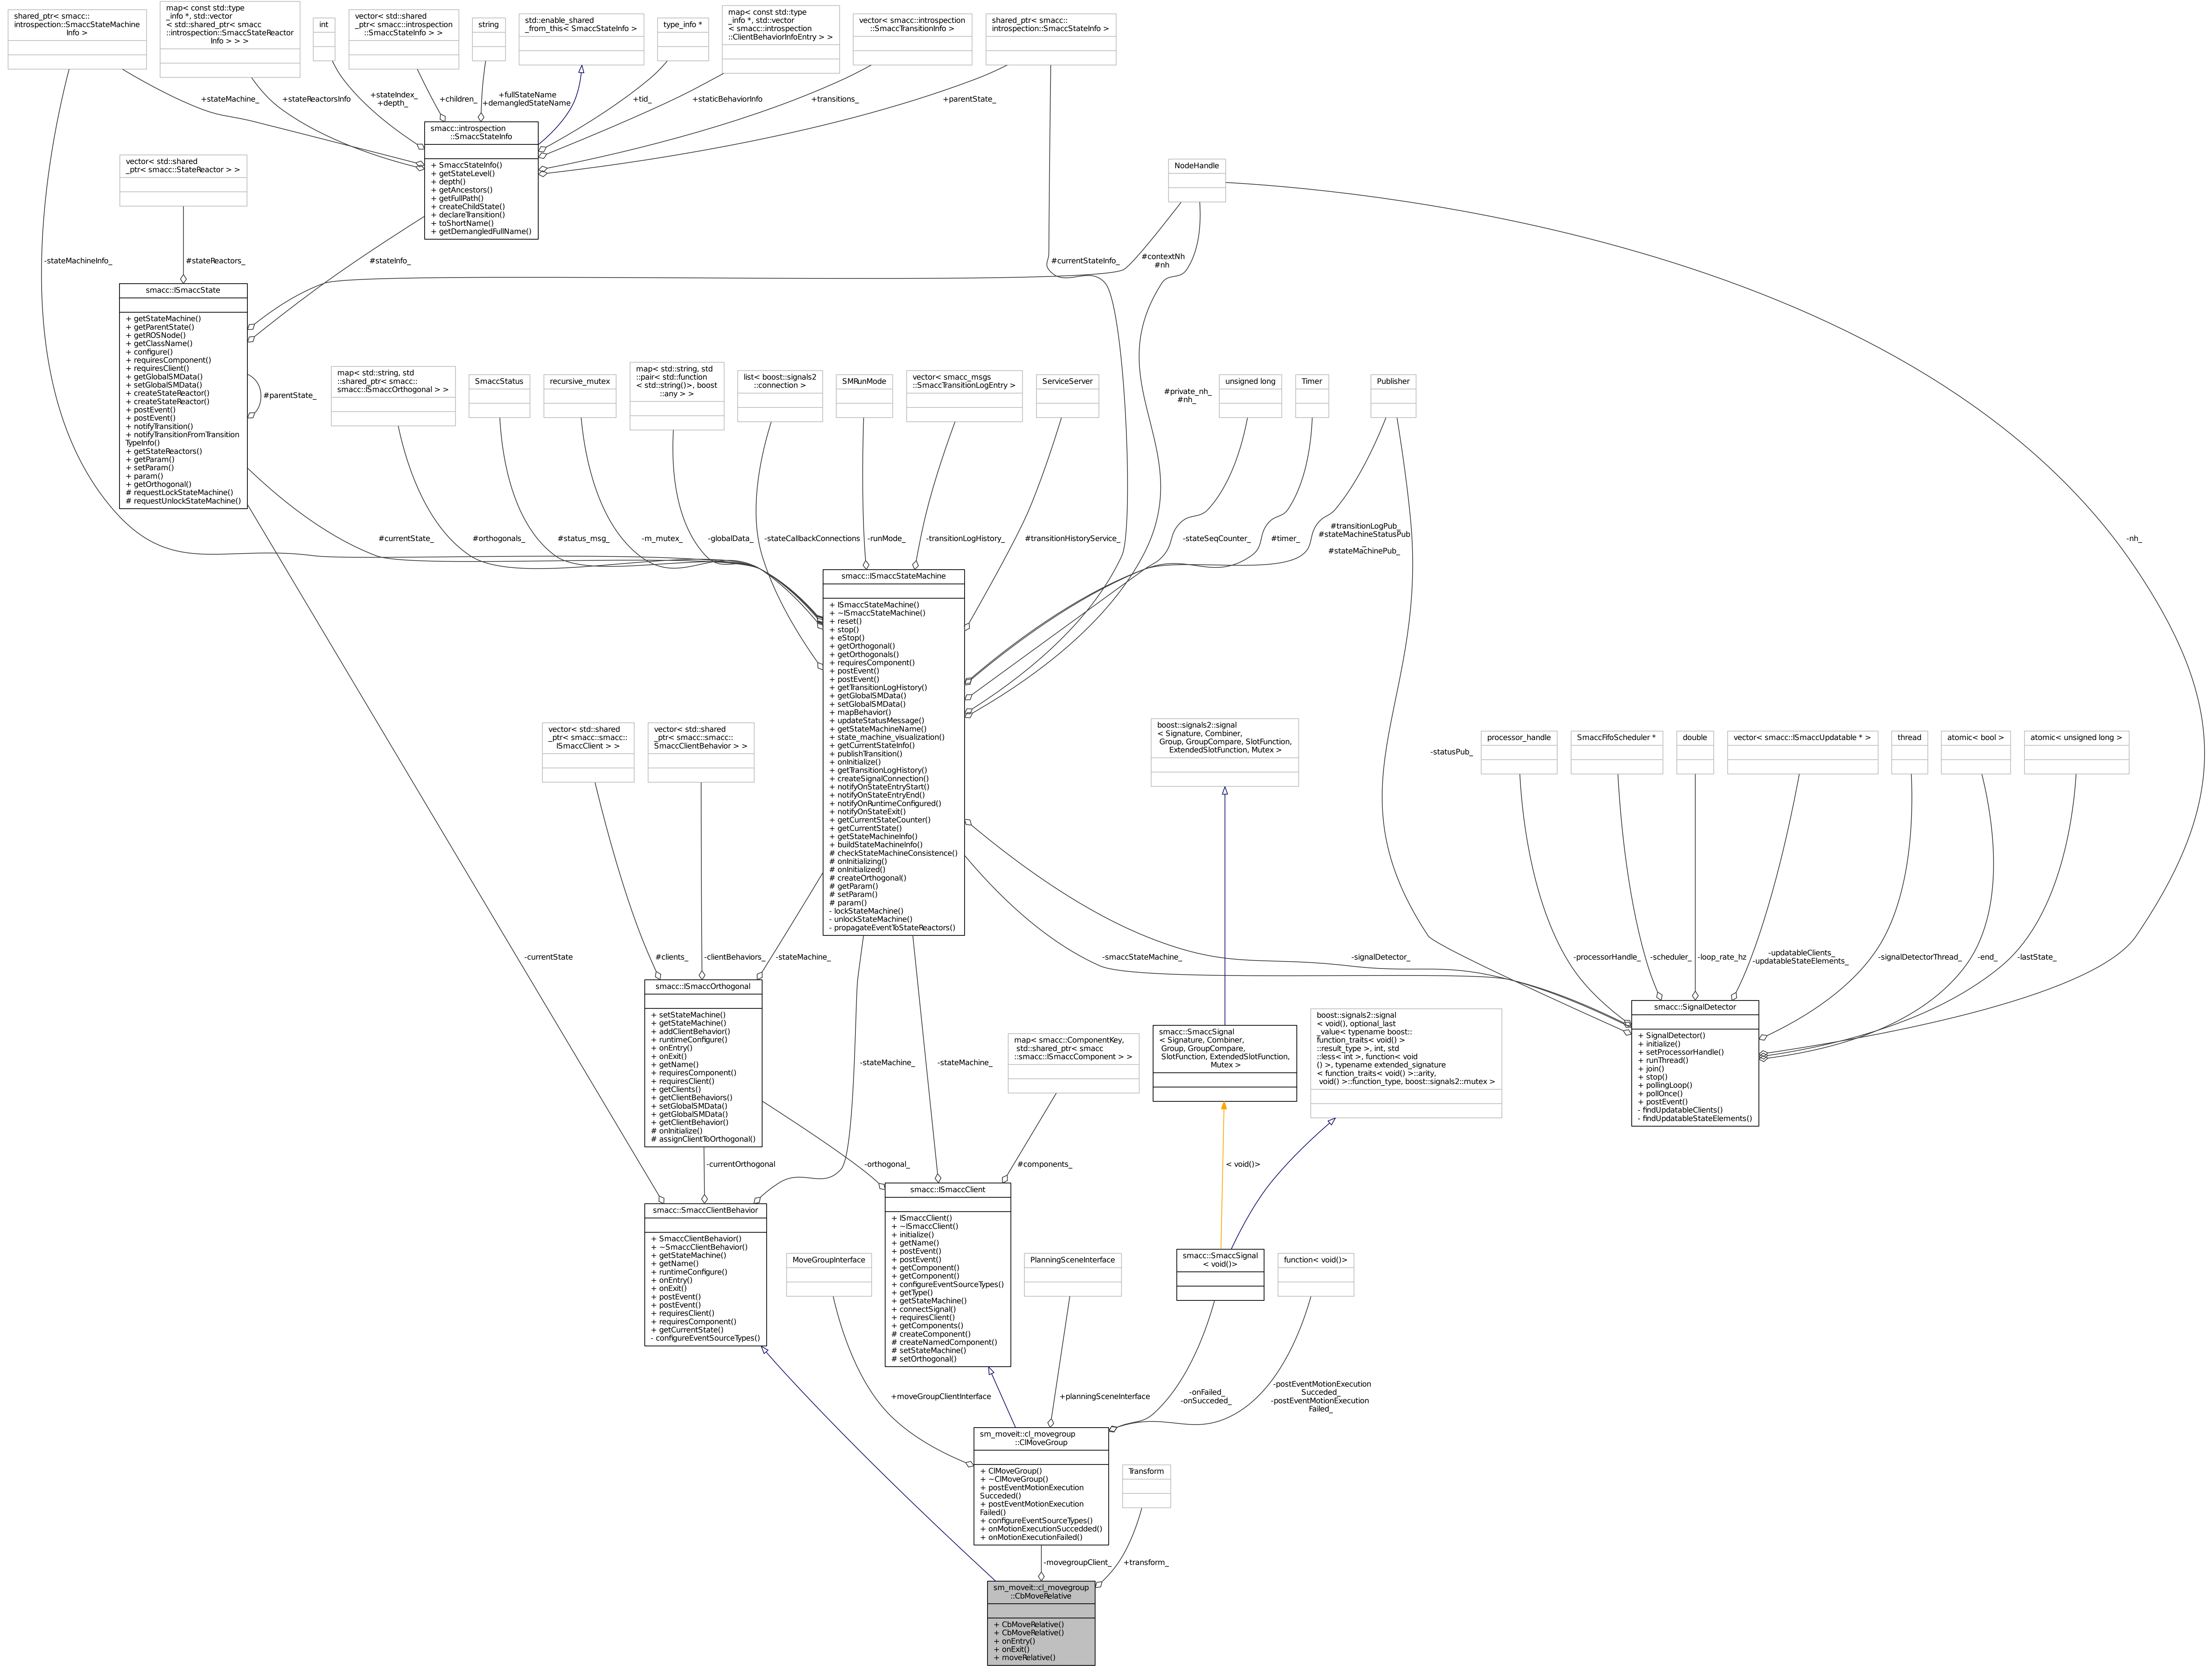 shared_ptr< smacc::
introspection::SmaccStateMachine
Info >
map< const std::type
_info *, std::vector
< std::shared_ptr< smacc
::introspection::SmaccStateReactor
Info > > >
int
vector< std::shared
_ptr< smacc::introspection
::SmaccStateInfo > >
string
std::enable_shared
_from_this< SmaccStateInfo >
type_info *
map< const std::type
_info *, std::vector
< smacc::introspection
::ClientBehaviorInfoEntry > >
vector< smacc::introspection
::SmaccTransitionInfo >
shared_ptr< smacc::
introspection::SmaccStateInfo >
+stateMachine_
+stateReactorsInfo
+stateIndex_
+depth_
+children_
+fullStateName
+demangledStateName
+tid_
+staticBehaviorInfo
+transitions_
+parentState_
smacc::introspection
::SmaccStateInfo
+ SmaccStateInfo()
+ getStateLevel()
+ depth()
+ getAncestors()
+ getFullPath()
+ createChildState()
+ declareTransition()
+ toShortName()
+ getDemangledFullName()
vector< std::shared
_ptr< smacc::StateReactor > >
NodeHandle
-stateMachineInfo_
#stateReactors_
#stateInfo_
#currentStateInfo_
#contextNh
#nh
smacc::ISmaccState
+ getStateMachine()
+ getParentState()
+ getROSNode()
+ getClassName()
+ configure()
+ requiresComponent()
+ requiresClient()
+ getGlobalSMData()
+ setGlobalSMData()
+ createStateReactor()
+ createStateReactor()
+ postEvent()
+ postEvent()
+ notifyTransition()
+ notifyTransitionFromTransition
TypeInfo()
+ getStateReactors()
+ getParam()
+ setParam()
+ param()
+ getOrthogonal()
# requestLockStateMachine()
# requestUnlockStateMachine()
#parentState_
map< std::string, std
::shared_ptr< smacc::
smacc::ISmaccOrthogonal > >
SmaccStatus
recursive_mutex
map< std::string, std
::pair< std::function
< std::string()>, boost
::any > >
list< boost::signals2
::connection >
SMRunMode
vector< smacc_msgs
::SmaccTransitionLogEntry >
ServiceServer
#private_nh_
#nh_
unsigned long
Timer
Publisher
#currentState_
#orthogonals_
#status_msg_
-m_mutex_
-globalData_
-stateCallbackConnections
-runMode_
-transitionLogHistory_
#transitionHistoryService_
-stateSeqCounter_
#timer_
#transitionLogPub_
#stateMachineStatusPub
_
#stateMachinePub_
-nh_
smacc::ISmaccStateMachine
+ ISmaccStateMachine()
+ ~ISmaccStateMachine()
+ reset()
+ stop()
+ eStop()
+ getOrthogonal()
+ getOrthogonals()
+ requiresComponent()
+ postEvent()
+ postEvent()
+ getTransitionLogHistory()
+ getGlobalSMData()
+ setGlobalSMData()
+ mapBehavior()
+ updateStatusMessage()
+ getStateMachineName()
+ state_machine_visualization()
+ getCurrentStateInfo()
+ publishTransition()
+ onInitialize()
+ getTransitionLogHistory()
+ createSignalConnection()
+ notifyOnStateEntryStart()
+ notifyOnStateEntryEnd()
+ notifyOnRuntimeConfigured()
+ notifyOnStateExit()
+ getCurrentStateCounter()
+ getCurrentState()
+ getStateMachineInfo()
+ buildStateMachineInfo()
# checkStateMachineConsistence()
# onInitializing()
# onInitialized()
# createOrthogonal()
# getParam()
# setParam()
# param()
- lockStateMachine()
- unlockStateMachine()
- propagateEventToStateReactors()
vector< std::shared
_ptr< smacc::smacc::
ISmaccClient > >
vector< std::shared
_ptr< smacc::smacc::
SmaccClientBehavior > >
boost::signals2::signal
< Signature, Combiner,
Group, GroupCompare, SlotFunction,
ExtendedSlotFunction, Mutex >
-statusPub_
processor_handle
SmaccFifoScheduler *
double
vector< smacc::ISmaccUpdatable * >
thread
atomic< bool >
atomic< unsigned long >
-currentState
#clients_
-clientBehaviors_
-stateMachine_
-smaccStateMachine_
-signalDetector_
-processorHandle_
-scheduler_
-loop_rate_hz
-updatableClients_
-updatableStateElements_
-signalDetectorThread_
-end_
-lastState_
smacc::ISmaccOrthogonal
+ setStateMachine()
+ getStateMachine()
+ addClientBehavior()
+ runtimeConfigure()
+ onEntry()
+ onExit()
+ getName()
+ requiresComponent()
+ requiresClient()
+ getClients()
+ getClientBehaviors()
+ setGlobalSMData()
+ getGlobalSMData()
+ getClientBehavior()
# onInitialize()
# assignClientToOrthogonal()
smacc::SignalDetector
+ SignalDetector()
+ initialize()
+ setProcessorHandle()
+ runThread()
+ join()
+ stop()
+ pollingLoop()
+ pollOnce()
+ postEvent()
- findUpdatableClients()
- findUpdatableStateElements()
-stateMachine_
-stateMachine_
map< smacc::ComponentKey,
std::shared_ptr< smacc
::smacc::ISmaccComponent > >
smacc::SmaccSignal
< Signature, Combiner,
Group, GroupCompare,
SlotFunction, ExtendedSlotFunction,
Mutex >
boost::signals2::signal
< void(), optional_last
_value< typename boost::
function_traits< void() >
::result_type >, int, std
::less< int >, function< void
() >, typename extended_signature
< function_traits< void() >::arity,
void() >::function_type, boost::signals2::mutex >
-currentOrthogonal
-orthogonal_
#components_
< void()>
smacc::SmaccClientBehavior
+ SmaccClientBehavior()
+ ~SmaccClientBehavior()
+ getStateMachine()
+ getName()
+ runtimeConfigure()
+ onEntry()
+ onExit()
+ postEvent()
+ postEvent()
+ requiresClient()
+ requiresComponent()
+ getCurrentState()
- configureEventSourceTypes()
smacc::ISmaccClient
+ ISmaccClient()
+ ~ISmaccClient()
+ initialize()
+ getName()
+ postEvent()
+ postEvent()
+ getComponent()
+ getComponent()
+ configureEventSourceTypes()
+ getType()
+ getStateMachine()
+ connectSignal()
+ requiresClient()
+ getComponents()
# createComponent()
# createNamedComponent()
# setStateMachine()
# setOrthogonal()
MoveGroupInterface
PlanningSceneInterface
smacc::SmaccSignal
< void()>
function< void()>
+moveGroupClientInterface
+planningSceneInterface
-onFailed_
-onSucceded_
-postEventMotionExecution
Succeded_
-postEventMotionExecution
Failed_
sm_moveit::cl_movegroup
::ClMoveGroup
+ ClMoveGroup()
+ ~ClMoveGroup()
+ postEventMotionExecution
Succeded()
+ postEventMotionExecution
Failed()
+ configureEventSourceTypes()
+ onMotionExecutionSuccedded()
+ onMotionExecutionFailed()
Transform
-movegroupClient_
+transform_
sm_moveit::cl_movegroup
::CbMoveRelative
+ CbMoveRelative()
+ CbMoveRelative()
+ onEntry()
+ onExit()
+ moveRelative()